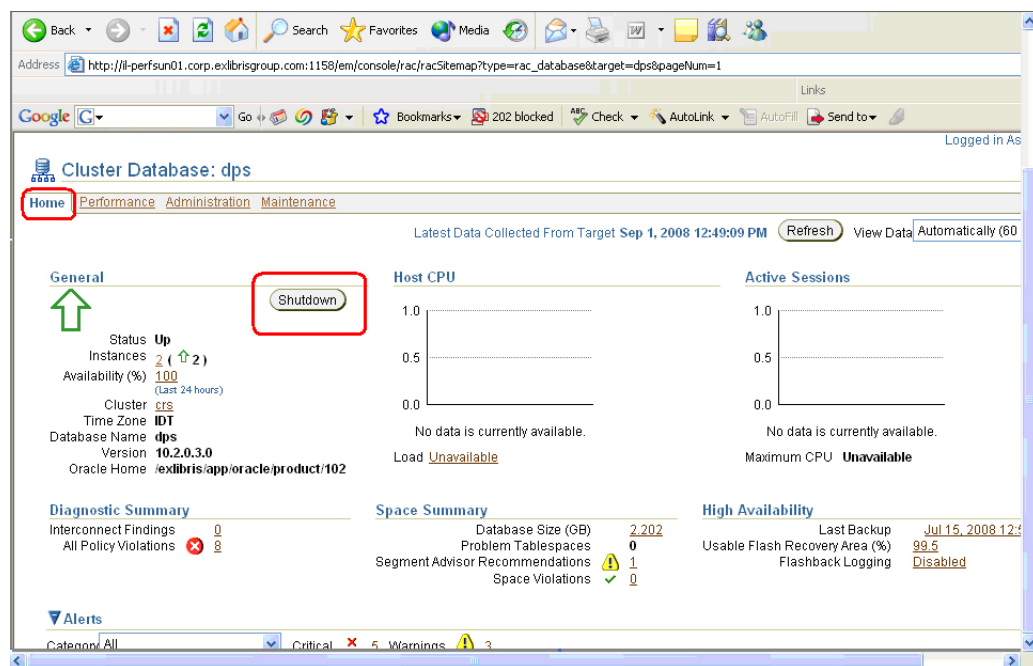 Back Search Favorites Media
Address http://il-perfsun01.corp.exlibrisgroup.com:1158/em/console/rac/racSitemap?type=rac_database&target=dps&pageNum=1
Links
Google G Go Bookmarks 202 blocked ABC Check AutoLink AutoFill Send to
Logged in As
Cluster Database: dps
Home Performance Administration Maintenance
Latest Data Collected From Target Sep 1, 2008 12:49:09 PM Refresh View Data Automatically (60
General
Shutdown
Status Up
Instances 2 ( 2 )
Availability (%) 100
(Last 24 hours)
Cluster crs
Time Zone IDT
Database Name dps
Version 10.2.0.3.0
Oracle Home /exlibris/app/oracle/product/102
Host CPU
1.0
0.5
0.0
No data is currently available.
Load Unavailable
Active Sessions
1.0
0.5
0.0
No data is currently available.
Maximum CPU Unavailable
Diagnostic Summary
Interconnect Findings 0
All Policy Violations 8
Space Summary
Database Size (GB) 2.202
Problem Tablespaces 0
Segment Advisor Recommendations 1
Space Violations 0
High Availability
Last Backup Jul 15, 2008 12:5
Usable Flash Recovery Area (%) 99.5
Flashback Logging Disabled
Alerts
Category All Critical 5 Warnings 3